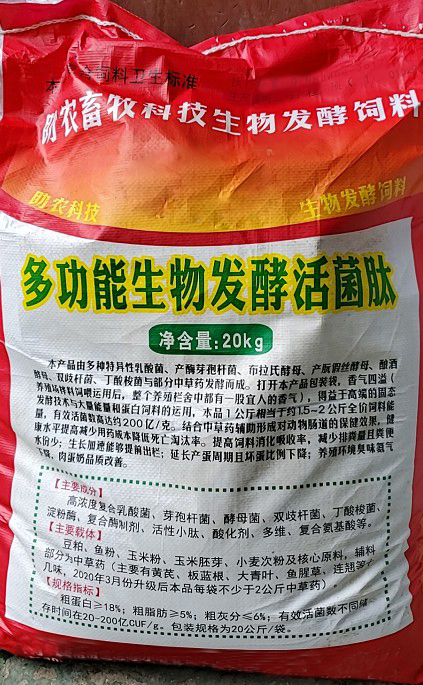 本 合饲料卫生标准
助农畜牧科技生物发酵饲料
助农科技
生物发酵饲料
多功能生物发酵活菌肽
净含量:20kg
本产品由多种特异性乳酸菌、产酶芽孢杆菌、布拉氏酵母、产朊假丝酵母、酿酒
酵母、双歧杆菌、丁酸梭菌与部分中草药发酵而成。打开本产品包装袋，香气四溢（
养殖场拌料饲喂运用后，整个养殖栏舍中都有一股宜人的香气），得益于高端的固态
发酵技术与大量能量和蛋白饲料的运用，本品1公斤相当于约1.5-2公斤全价饲料能
量，有效活菌数高达约200亿/克。结合中草药辅助形成对动物肠道的保健效果，健
康水平提高减少用药成本降低死亡淘汰率。提高饲料消化吸收率，减少排粪量且粪便
水份少；生长加速能够提前出栏；延长产蛋周期且坏蛋比例下降；养殖环境臭味氨气
下降，肉蛋奶品质改善。
【主要成分】
高浓度复合乳酸菌、芽孢杆菌、酵母菌、双歧杆菌、丁酸梭菌、
淀粉酶、复合酶制剂、活性小肽、酸化剂、多维、复合氨基酸等。
【主要载体】
豆粕、鱼粉、玉米粉、玉米胚芽、小麦次粉及核心原料，辅料
部分为中草药（主要有黄芪、板蓝根、大青叶、鱼腥草、连翘等
几味，2020年3月份升级后本品每袋不少于2公斤中草药）
【规格指标】
粗蛋白≥18%；粗脂肪≥5%；粗灰分≤6%；有效活菌数不同
存时间在20-200亿CUF/g。包装规格为20公斤/袋。